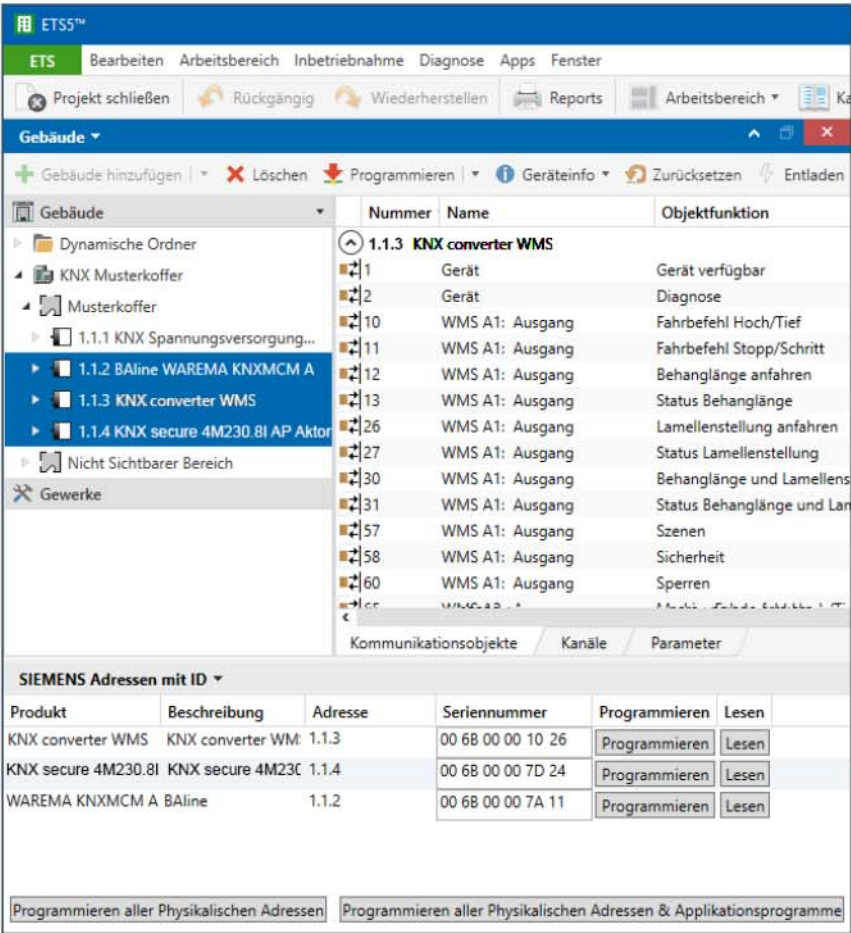 ETS5™
ETS Bearbeiten Arbeitsbereich Inbetriebnahme Diagnose Apps Fenster
Projekt schließen Rückgängig Wiederherstellen Reports Arbeitsbereich Ka
Gebäude
Gebäude hinzufügen Löschen Programmieren Geräteinfo Zurücksetzen Entladen
Gebäude
Dynamische Ordner
KNX Musterkoffer
Musterkoffer
1.1.1 KNX Spannungsversorgung...
1.1.2 BAline WAREMA KNXMCM A
1.1.3 KNX converter WMS
1.1.4 KNX secure 4M230.8I AP Aktor
Nicht Sichtbarer Bereich
Gewerke
Nummer Name Objektfunktion
1.1.3 KNX converter WMS
1 Gerät Gerät verfügbar
2 Gerät Diagnose
10 WMS A1: Ausgang Fahrbefehl Hoch/Tief
11 WMS A1: Ausgang Fahrbefehl Stopp/Schritt
12 WMS A1: Ausgang Behanglänge anfahren
13 WMS A1: Ausgang Status Behanglänge
26 WMS A1: Ausgang Lamellenstellung anfahren
27 WMS A1: Ausgang Status Lamellenstellung
30 WMS A1: Ausgang Behanglänge und Lamellens
31 WMS A1: Ausgang Status Behanglänge und Lam
57 WMS A1: Ausgang Szenen
58 WMS A1: Ausgang Sicherheit
60 WMS A1: Ausgang Sperren
Kommunikationsobjekte Kanäle Parameter
SIEMENS Adressen mit ID
Produkt Beschreibung Adresse Seriennummer Programmieren Lesen
KNX converter WMS KNX converter WM: 1.1.3 00 6B 00 00 10 26 Programmieren Lesen
KNX secure 4M230.8I KNX secure 4M230 1.1.4 00 6B 00 00 7D 24 Programmieren Lesen
WAREMA KNXMCM A BAline 1.1.2 00 6B 00 00 7A 11 Programmieren Lesen
Programmieren aller Physikalischen Adressen Programmieren aller Physikalischen Adressen & Applikationsprogramme